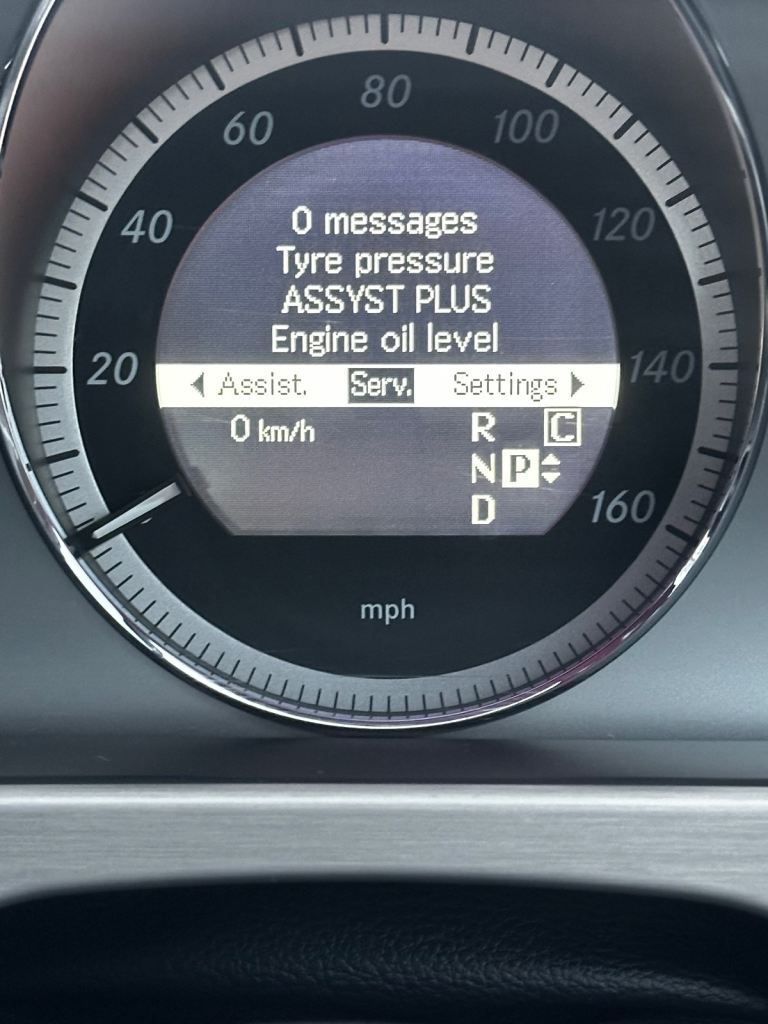 80
60 100
40 120
20 140
160
0 messages
Tyre pressure
ASSYST PLUS
Engine oil level
Assist. Serv. Settings
0 km/h R C
N P
D
mph